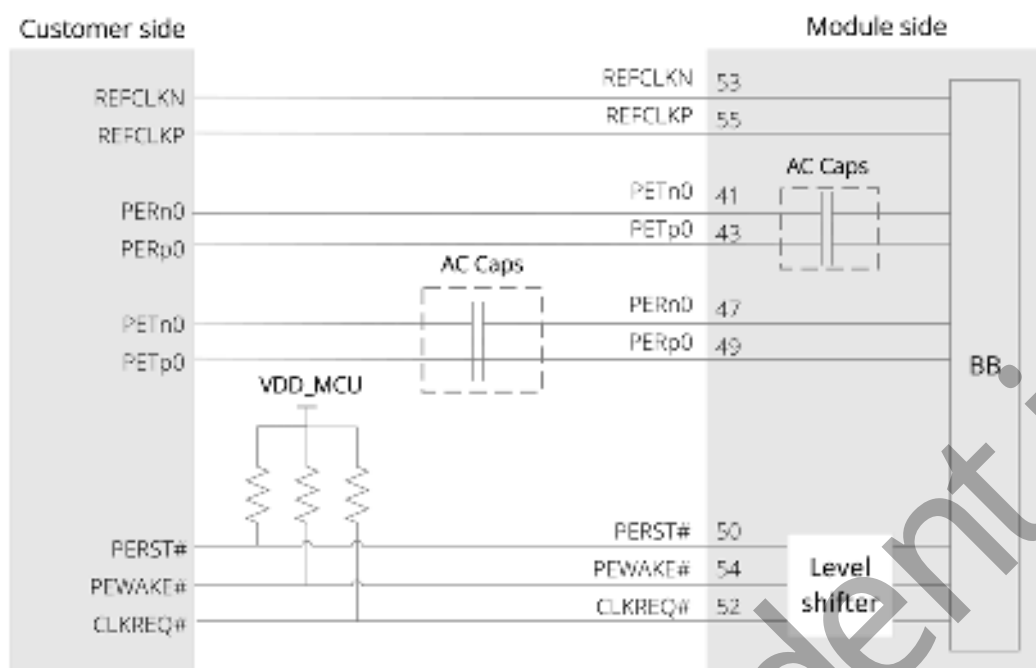 Customer side
Module side
REFCLKN
REFCLKN 53
REFCLKP
REFCLKP 55
AC Caps
PERn0
PETn0 41
PERp0
PETp0 43
AC Caps
PETn0
PERn0 47
PETp0
PERp0 49
BB
VDD_MCU
PERST#
PERST# 50
PEWAKE#
PEWAKE# 54
CLKREQ#
CLKREQ# 52
Level
shifter
dent